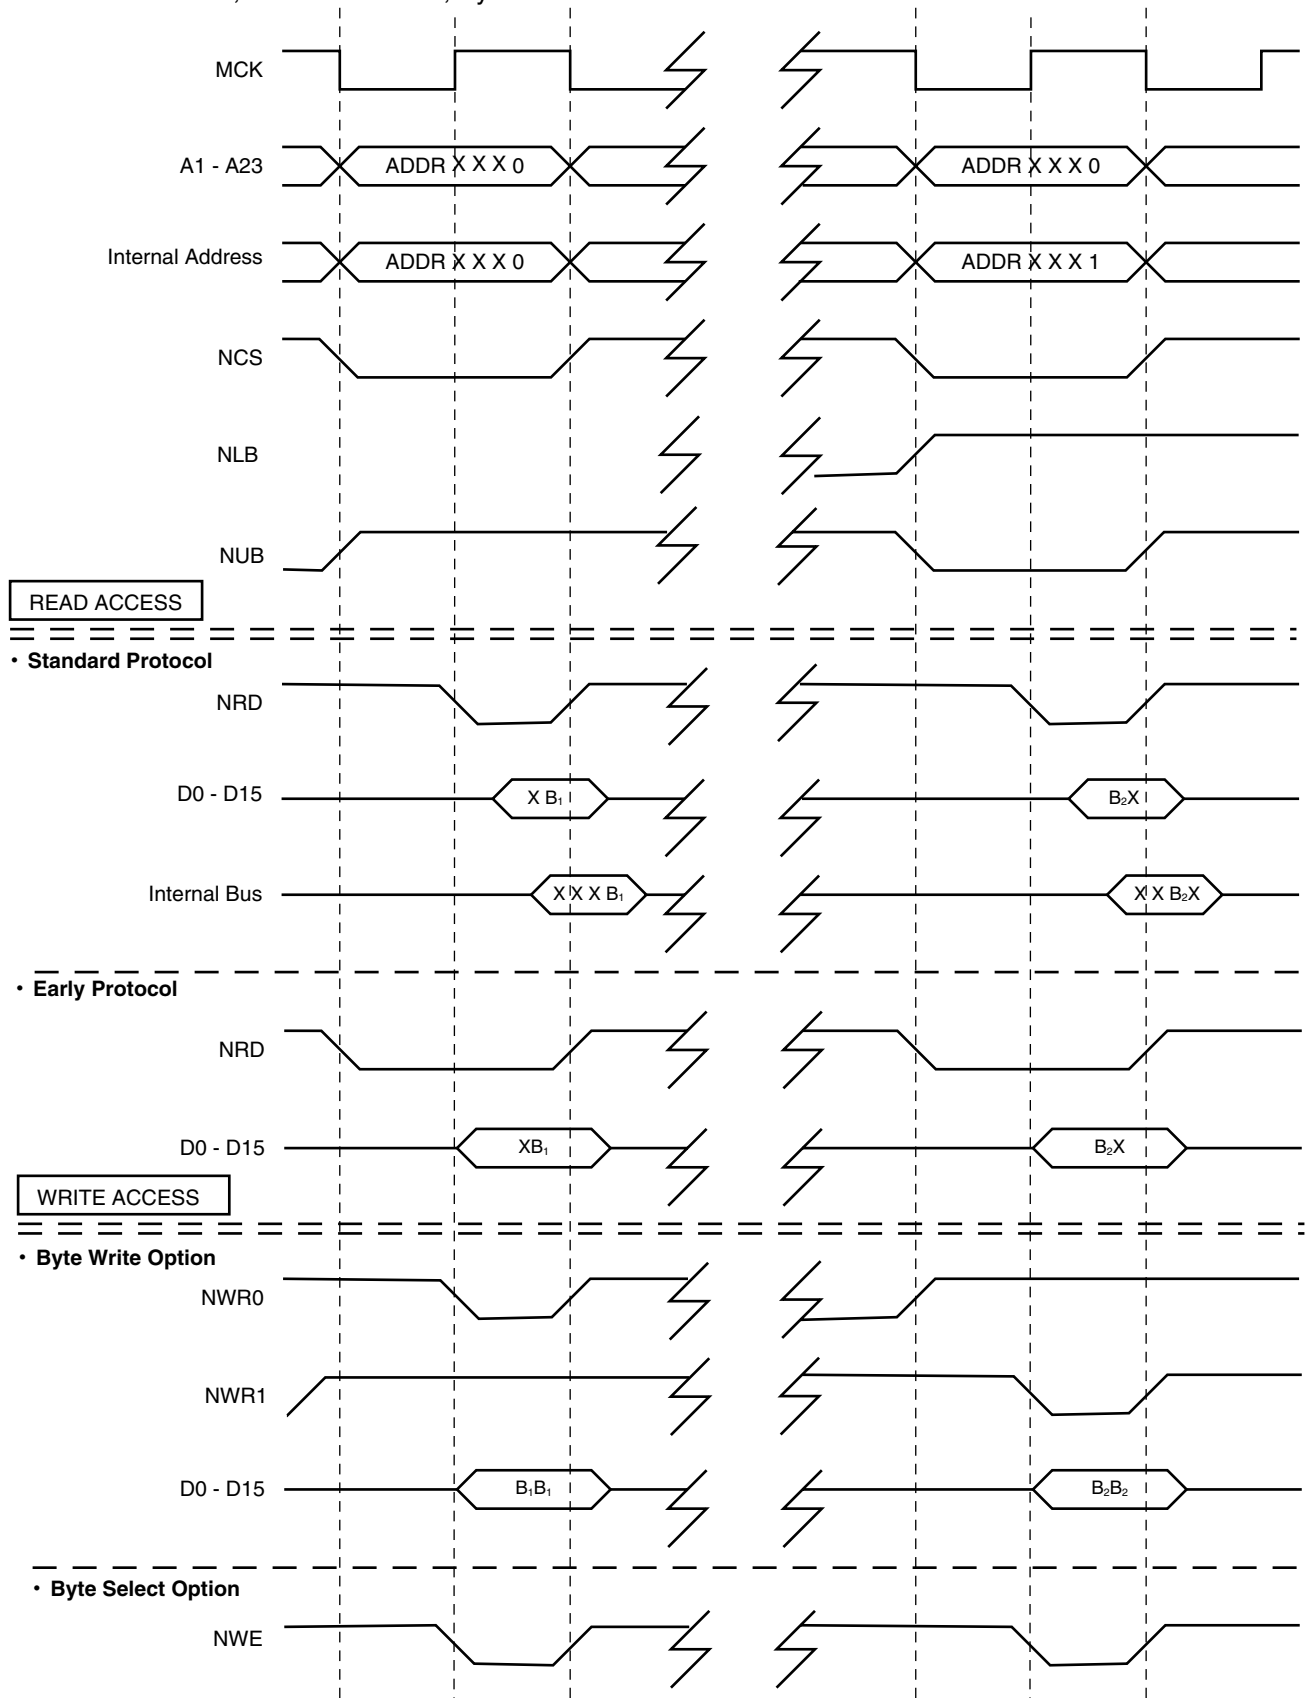 MCK
A1 - A23 ADDR X X X 0 ADDR X X X 0
Internal Address ADDR X X X 0 ADDR X X X 1
NCS
NLB
NUB
READ ACCESS
• Standard Protocol
NRD
D0 - D15 X B₁ B₂X
Internal Bus X X X B₁ X X B₂X
• Early Protocol
NRD
D0 - D15 XB₁ B₂X
WRITE ACCESS
• Byte Write Option
NWR0
NWR1
D0 - D15 B₁B₁ B₂B₂
• Byte Select Option
NWE